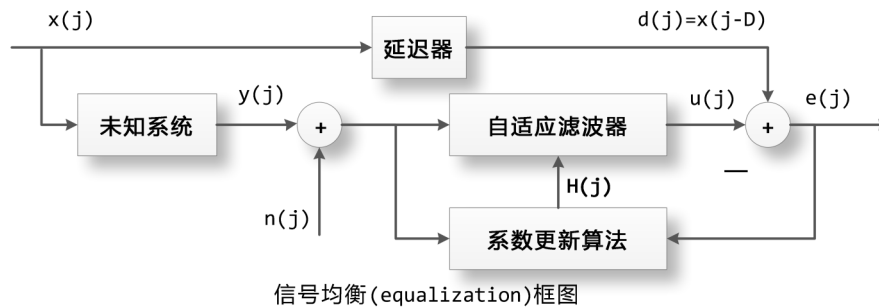 x(j)
d(j)=x(j-D)
延迟器
y(j)
u(j)
e(j)
未知系统
+
自适应滤波器
+
—
H(j)
n(j)
系数更新算法
信号均衡(equalization)框图